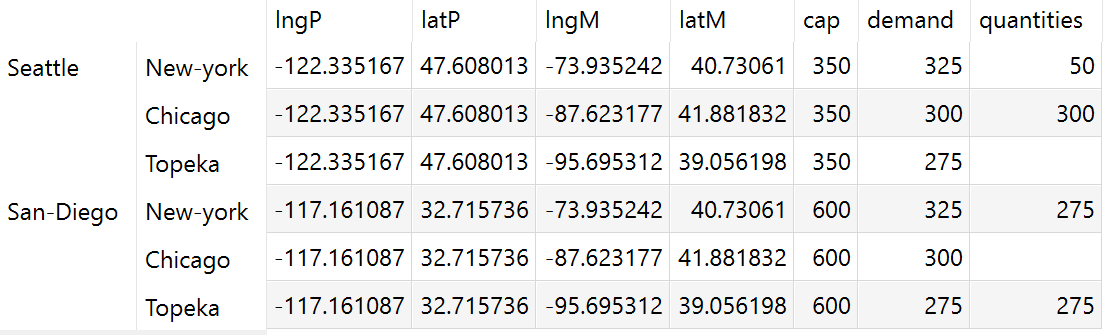 lngP latP lngM latM cap demand quantities
Seattle New-york -122.335167 47.608013 -73.935242 40.73061 350 325 50
Chicago -122.335167 47.608013 -87.623177 41.881832 350 300 300
Topeka -122.335167 47.608013 -95.695312 39.056198 350 275
San-Diego New-york -117.161087 32.715736 -73.935242 40.73061 600 325 275
Chicago -117.161087 32.715736 -87.623177 41.881832 600 300
Topeka -117.161087 32.715736 -95.695312 39.056198 600 275 275